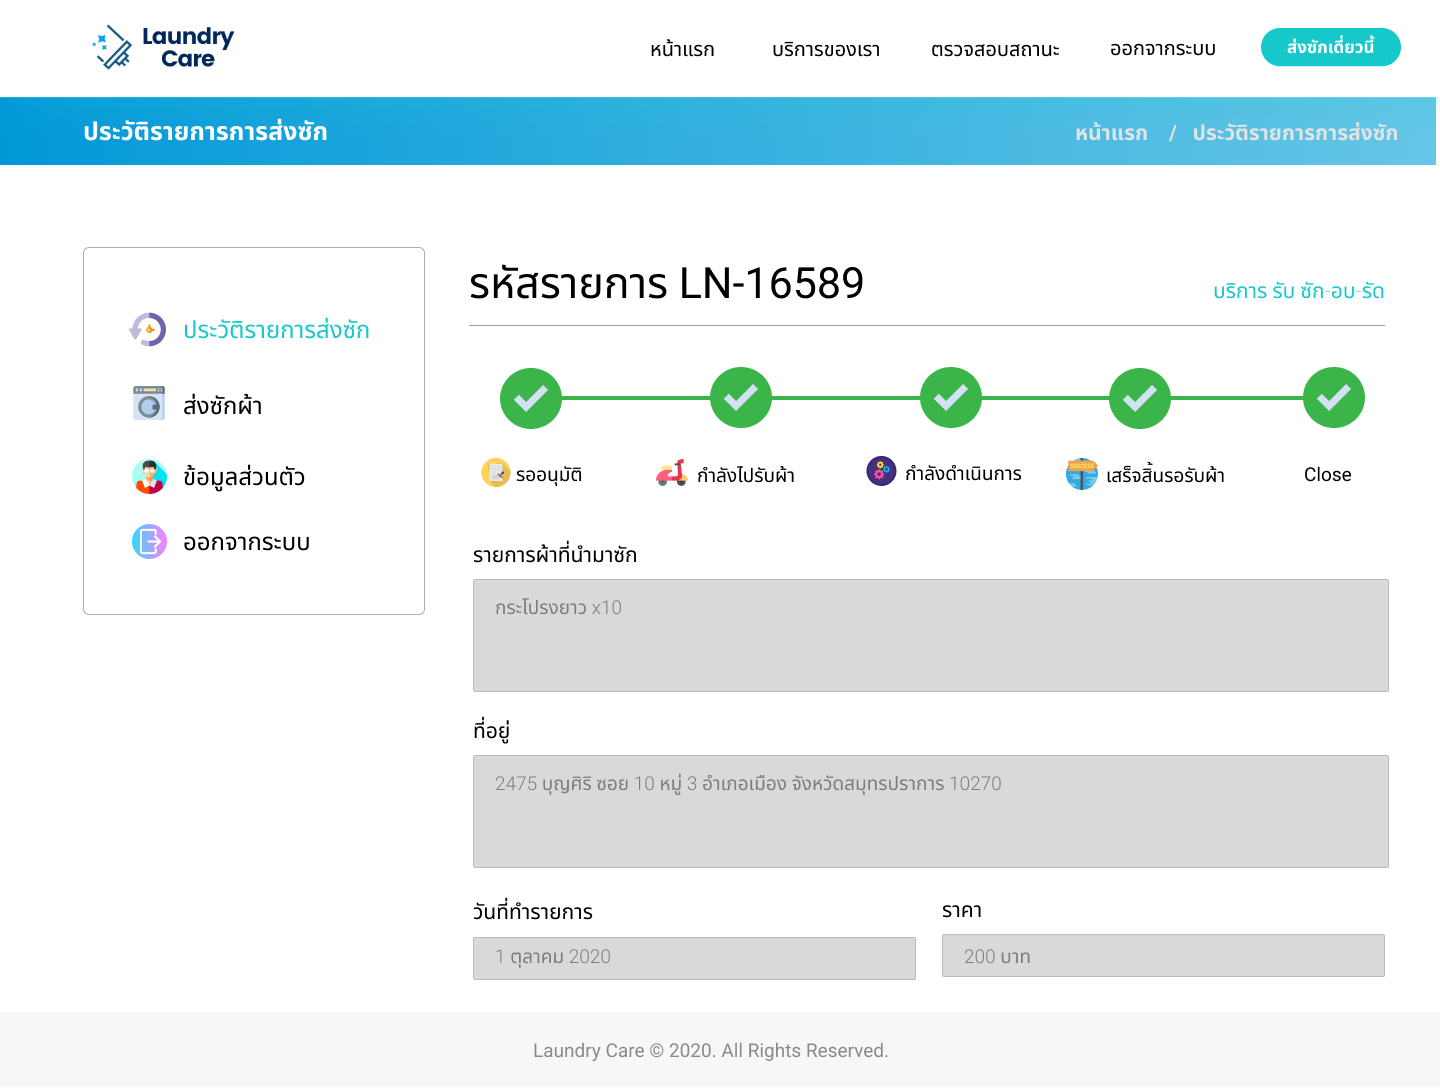 Laundry
Care
หน้าแรก
บริการของเรา
ตรวจสอบสถานะ
ออกจากระบบ
ส่งซักเดี๋ยวนี้
ประวัติรายการการส่งซัก
หน้าแรก / ประวัติรายการการส่งซัก
ประวัติรายการส่งซัก
ส่งซักผ้า
ข้อมูลส่วนตัว
ออกจากระบบ
รหัสรายการ LN-16589
บริการ รับ ซัก-อบ-รัด
รออนุมัติ
กำลังไปรับผ้า
กำลังดำเนินการ
SUCCESS
เสร็จสิ้นรอรับผ้า
Close
รายการผ้าที่นำมาซัก
กระโปรงยาว x10
ที่อยู่
2475 บุญศิริ ซอย 10 หมู่ 3 อำเภอเมือง จังหวัดสมุทรปราการ 10270
วันที่ทำรายการ
1 ตุลาคม 2020
ราคา
200 บาท
Laundry Care © 2020. All Rights Reserved.